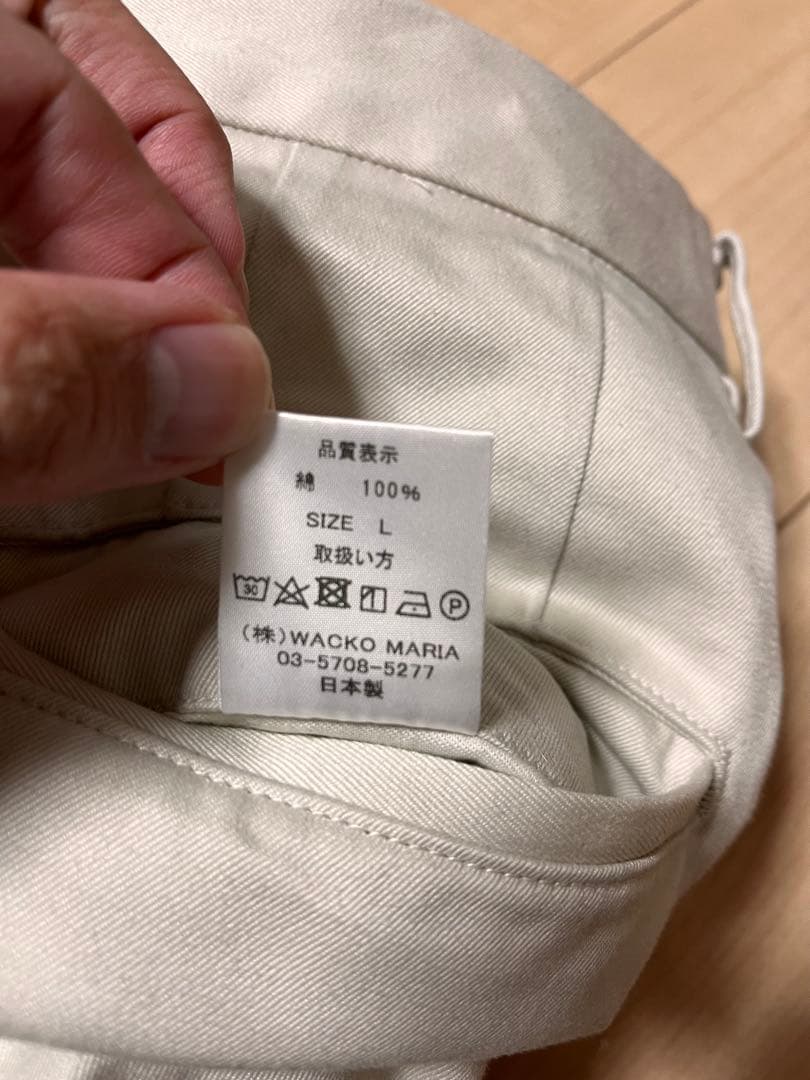 品質表示
綿 100%
SIZE L
取扱い方
30 P
(株)WACKO MARIA
03-5708-5277
日本製